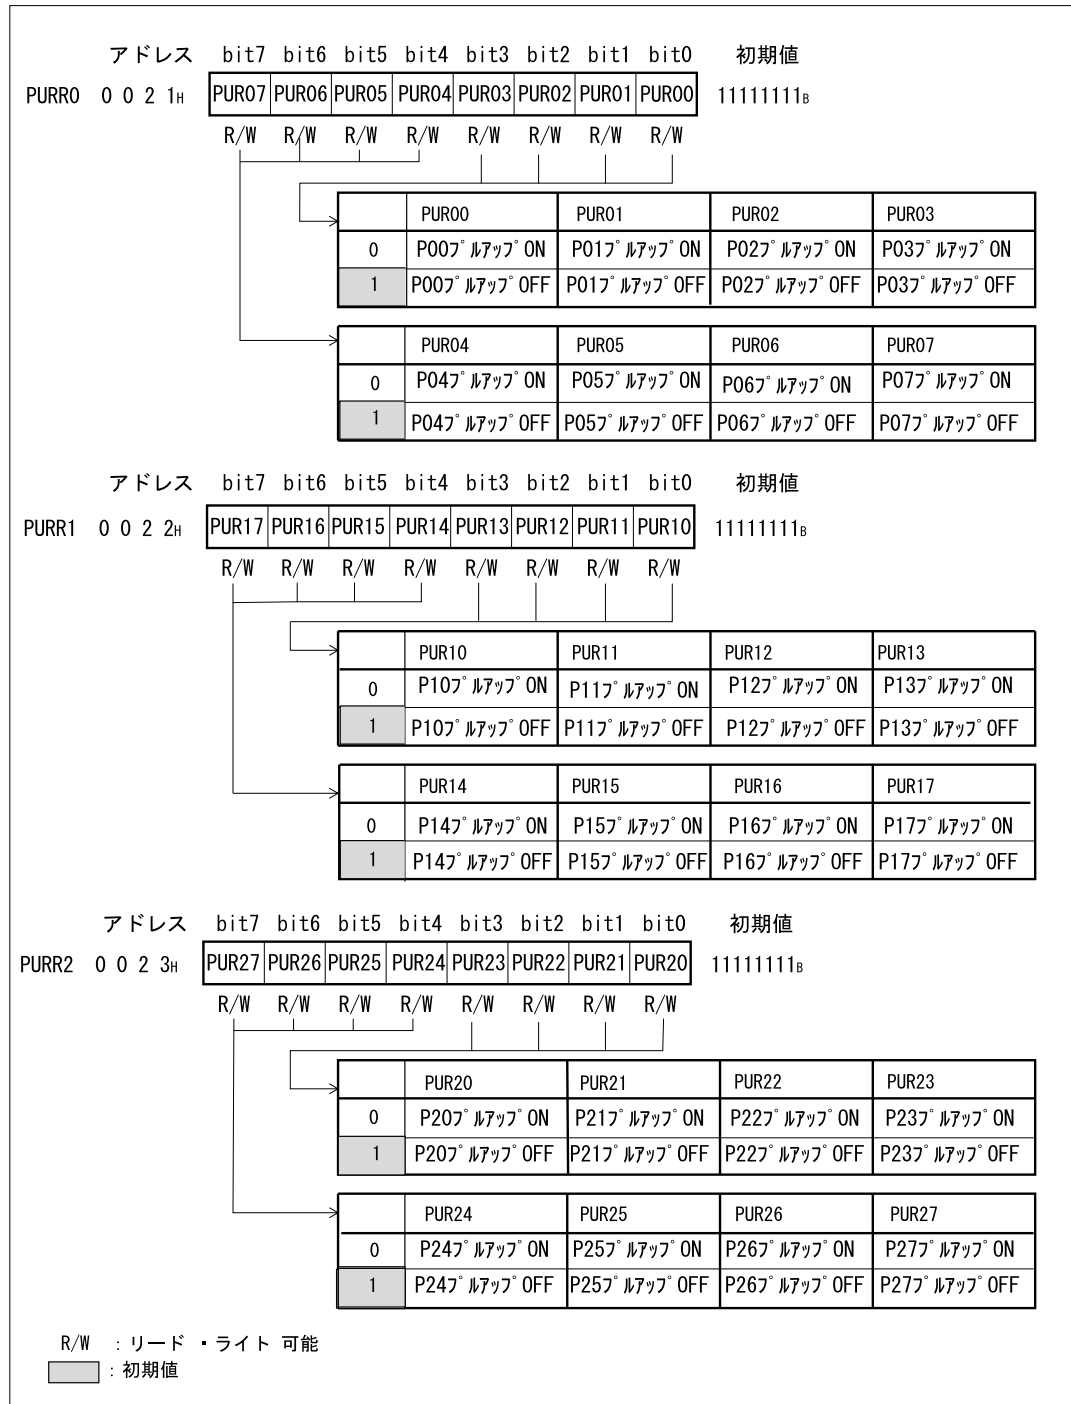 アドレス bit7 bit6 bit5 bit4 bit3 bit2 bit1 bit0 初期値
PURR0 0 0 2 1H PUR07 PUR06 PUR05 PUR04 PUR03 PUR02 PUR01 PUR00 11111111B
R/W R/W R/W R/W R/W R/W R/W R/W
PUR00 PUR01 PUR02 PUR03
0 P00ﾌﾟﾙｱｯﾌﾟON P01ﾌﾟﾙｱｯﾌﾟON P02ﾌﾟﾙｱｯﾌﾟON P03ﾌﾟﾙｱｯﾌﾟON
1 P00ﾌﾟﾙｱｯﾌﾟOFF P01ﾌﾟﾙｱｯﾌﾟOFF P02ﾌﾟﾙｱｯﾌﾟOFF P03ﾌﾟﾙｱｯﾌﾟOFF
PUR04 PUR05 PUR06 PUR07
0 P04ﾌﾟﾙｱｯﾌﾟON P05ﾌﾟﾙｱｯﾌﾟON P06ﾌﾟﾙｱｯﾌﾟON P07ﾌﾟﾙｱｯﾌﾟON
1 P04ﾌﾟﾙｱｯﾌﾟOFF P05ﾌﾟﾙｱｯﾌﾟOFF P06ﾌﾟﾙｱｯﾌﾟOFF P07ﾌﾟﾙｱｯﾌﾟOFF
アドレス bit7 bit6 bit5 bit4 bit3 bit2 bit1 bit0 初期値
PURR1 0 0 2 2H PUR17 PUR16 PUR15 PUR14 PUR13 PUR12 PUR11 PUR10 11111111B
R/W R/W R/W R/W R/W R/W R/W R/W
PUR10 PUR11 PUR12 PUR13
0 P10ﾌﾟﾙｱｯﾌﾟON P11ﾌﾟﾙｱｯﾌﾟON P12ﾌﾟﾙｱｯﾌﾟON P13ﾌﾟﾙｱｯﾌﾟON
1 P10ﾌﾟﾙｱｯﾌﾟOFF P11ﾌﾟﾙｱｯﾌﾟOFF P12ﾌﾟﾙｱｯﾌﾟOFF P13ﾌﾟﾙｱｯﾌﾟOFF
PUR14 PUR15 PUR16 PUR17
0 P14ﾌﾟﾙｱｯﾌﾟON P15ﾌﾟﾙｱｯﾌﾟON P16ﾌﾟﾙｱｯﾌﾟON P17ﾌﾟﾙｱｯﾌﾟON
1 P14ﾌﾟﾙｱｯﾌﾟOFF P15ﾌﾟﾙｱｯﾌﾟOFF P16ﾌﾟﾙｱｯﾌﾟOFF P17ﾌﾟﾙｱｯﾌﾟOFF
アドレス bit7 bit6 bit5 bit4 bit3 bit2 bit1 bit0 初期値
PURR2 0 0 2 3H PUR27 PUR26 PUR25 PUR24 PUR23 PUR22 PUR21 PUR20 11111111B
R/W R/W R/W R/W R/W R/W R/W R/W
PUR20 PUR21 PUR22 PUR23
0 P20ﾌﾟﾙｱｯﾌﾟON P21ﾌﾟﾙｱｯﾌﾟON P22ﾌﾟﾙｱｯﾌﾟON P23ﾌﾟﾙｱｯﾌﾟON
1 P20ﾌﾟﾙｱｯﾌﾟOFF P21ﾌﾟﾙｱｯﾌﾟOFF P22ﾌﾟﾙｱｯﾌﾟOFF P23ﾌﾟﾙｱｯﾌﾟOFF
PUR24 PUR25 PUR26 PUR27
0 P24ﾌﾟﾙｱｯﾌﾟON P25ﾌﾟﾙｱｯﾌﾟON P26ﾌﾟﾙｱｯﾌﾟON P27ﾌﾟﾙｱｯﾌﾟON
1 P24ﾌﾟﾙｱｯﾌﾟOFF P25ﾌﾟﾙｱｯﾌﾟOFF P26ﾌﾟﾙｱｯﾌﾟOFF P27ﾌﾟﾙｱｯﾌﾟOFF
R/W : リード ・ライト 可能
: 初期値